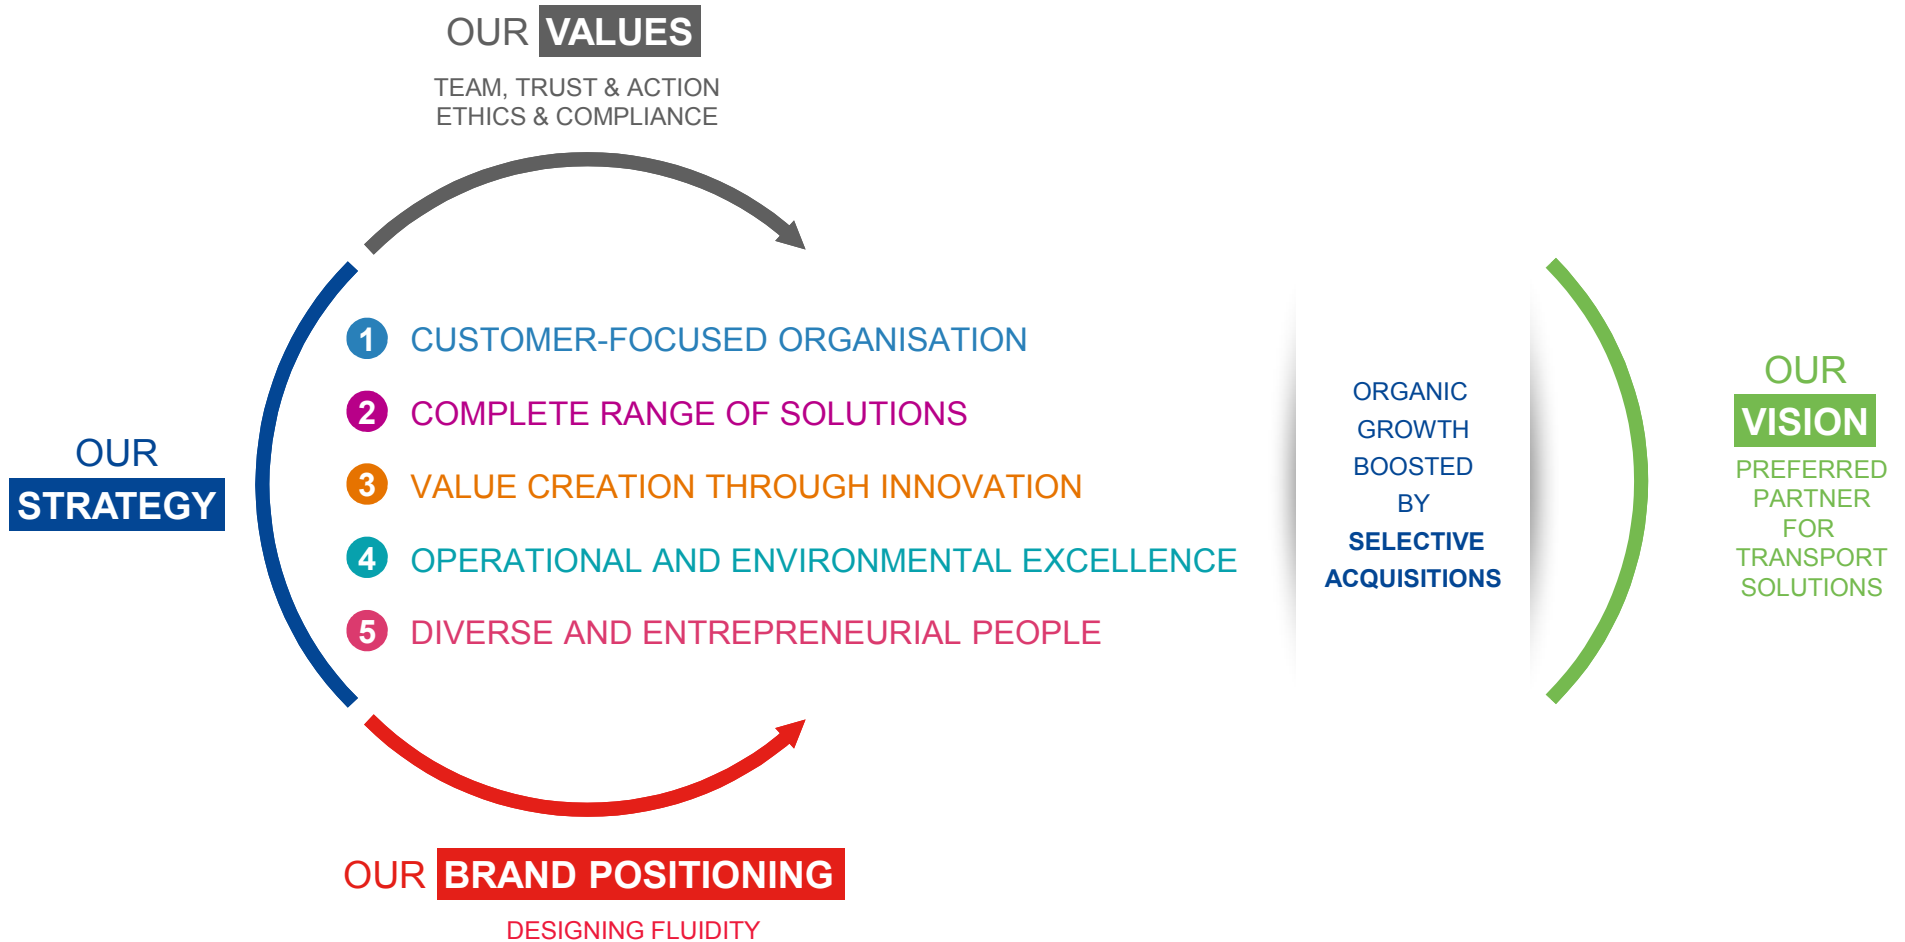 OUR VALUES
TEAM, TRUST & ACTION
ETHICS & COMPLIANCE
OUR
STRATEGY
1 CUSTOMER-FOCUSED ORGANISATION
2 COMPLETE RANGE OF SOLUTIONS
3 VALUE CREATION THROUGH INNOVATION
4 OPERATIONAL AND ENVIRONMENTAL EXCELLENCE
5 DIVERSE AND ENTREPRENEURIAL PEOPLE
ORGANIC
GROWTH
BOOSTED
BY
SELECTIVE
ACQUISITIONS
OUR
VISION
PREFERRED
PARTNER
FOR
TRANSPORT
SOLUTIONS
OUR BRAND POSITIONING
DESIGNING FLUIDITY